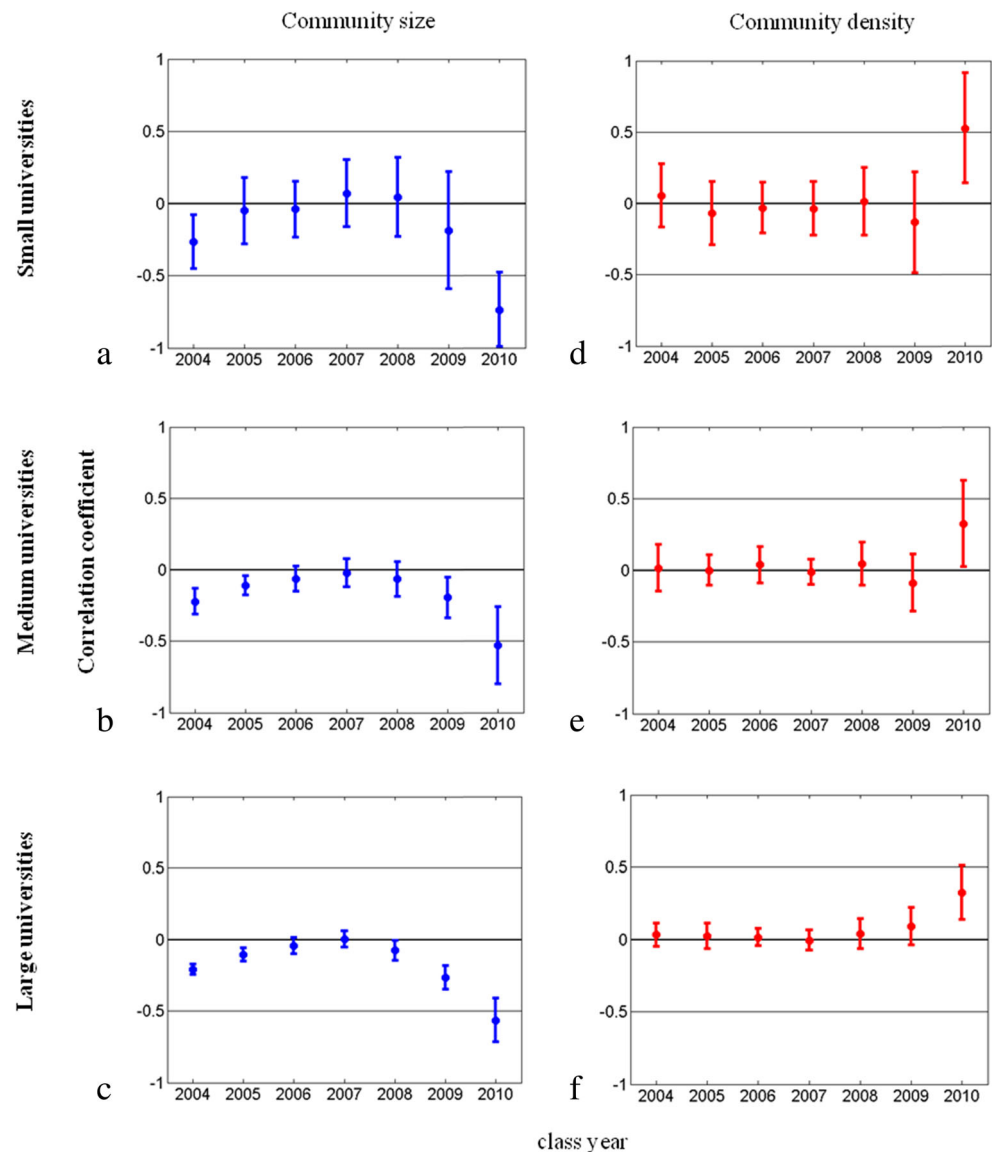 Community size
Community density
Small universities
1
0.5
0
-0.5
-1
2004 2005 2006 2007 2008 2009 2010
a
1
0.5
0
-0.5
-1
2004 2005 2006 2007 2008 2009 2010
d
Medium universities
Correlation coefficient
1
0.5
0
-0.5
-1
2004 2005 2006 2007 2008 2009 2010
b
1
0.5
0
-0.5
-1
2004 2005 2006 2007 2008 2009 2010
e
Large universities
1
0.5
0
-0.5
-1
2004 2005 2006 2007 2008 2009 2010
c
1
0.5
0
-0.5
-1
2004 2005 2006 2007 2008 2009 2010
f
class year